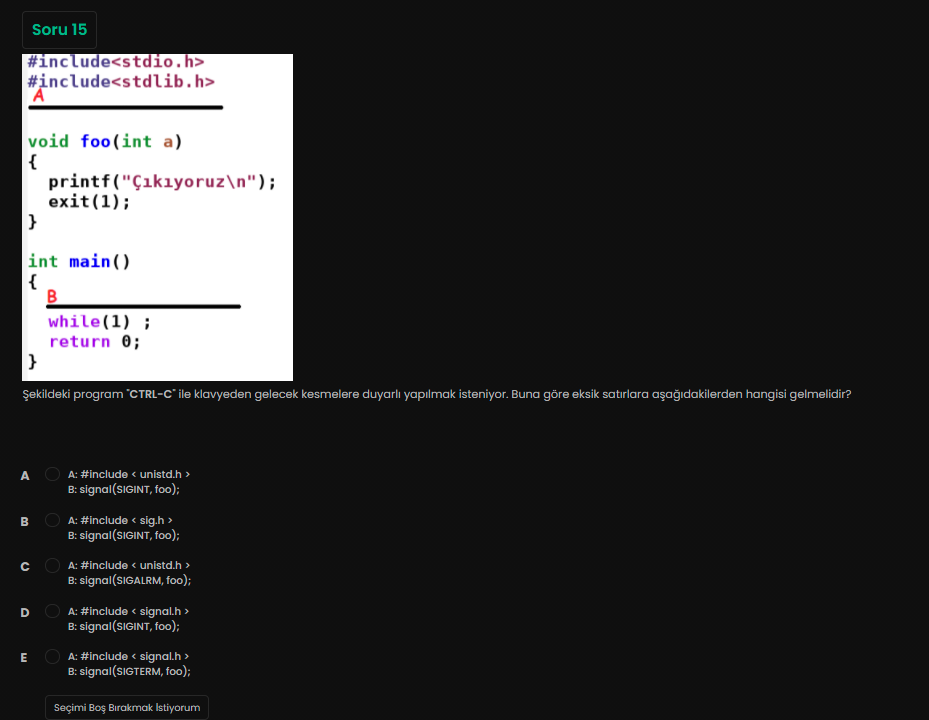 Soru 15
#include<stdio.h>
#include<stdlib.h>
A
void foo(int a)
{
printf("Çıkıyoruz\n");
exit(1);
}
int main()
{
B
while(1) ;
return 0;
}
Şekildeki program "CTRL-C" ile klavyeden gelecek kesmelere duyarlı yapılmak isteniyor. Buna göre eksik satırlara aşağıdakilerden hangisi gelmelidir?
A A: #include < unistd.h >
B: signal(SIGINT, foo);
B A: #include < sig.h >
B: signal(SIGINT, foo);
C A: #include < unistd.h >
B: signal(SIGALRM, foo);
D A: #include < signal.h >
B: signal(SIGINT, foo);
E A: #include < signal.h >
B: signal(SIGTERM, foo);
Seçimi Boş Bırakmak İstiyorum